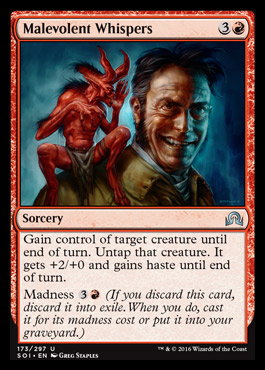 Malevolent Whispers 3
Sorcery
Gain control of target creature until
end of turn. Untap that creature. It
gets +2/+0 and gains haste until end
of turn.
Madness 3 (If you discard this card,
discard it into exile. When you do, cast
it for its madness cost or put it into your
graveyard.)
173/297 U
SOI • EN GREG STAPLES
™ & © 2016 Wizards of the Coast